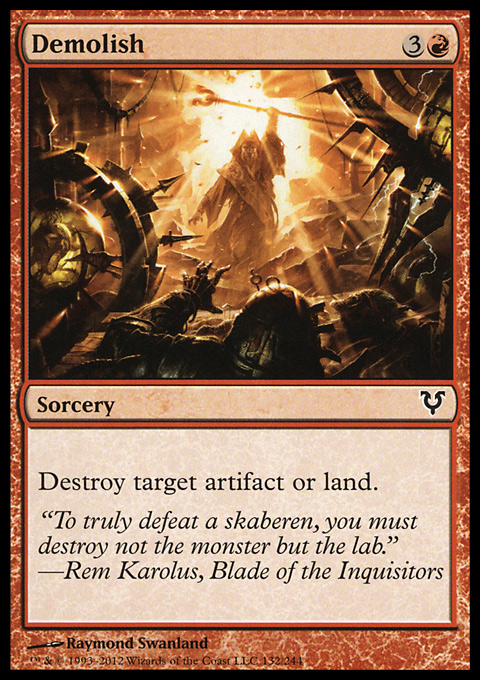 Demolish 3
Sorcery
Destroy target artifact or land.
“To truly defeat a skaberen, you must
destroy not the monster but the lab.”
—Rem Karolus, Blade of the Inquisitors
Raymond Swanland
™ & © 1993–2012 Wizards of the Coast LLC 132/244